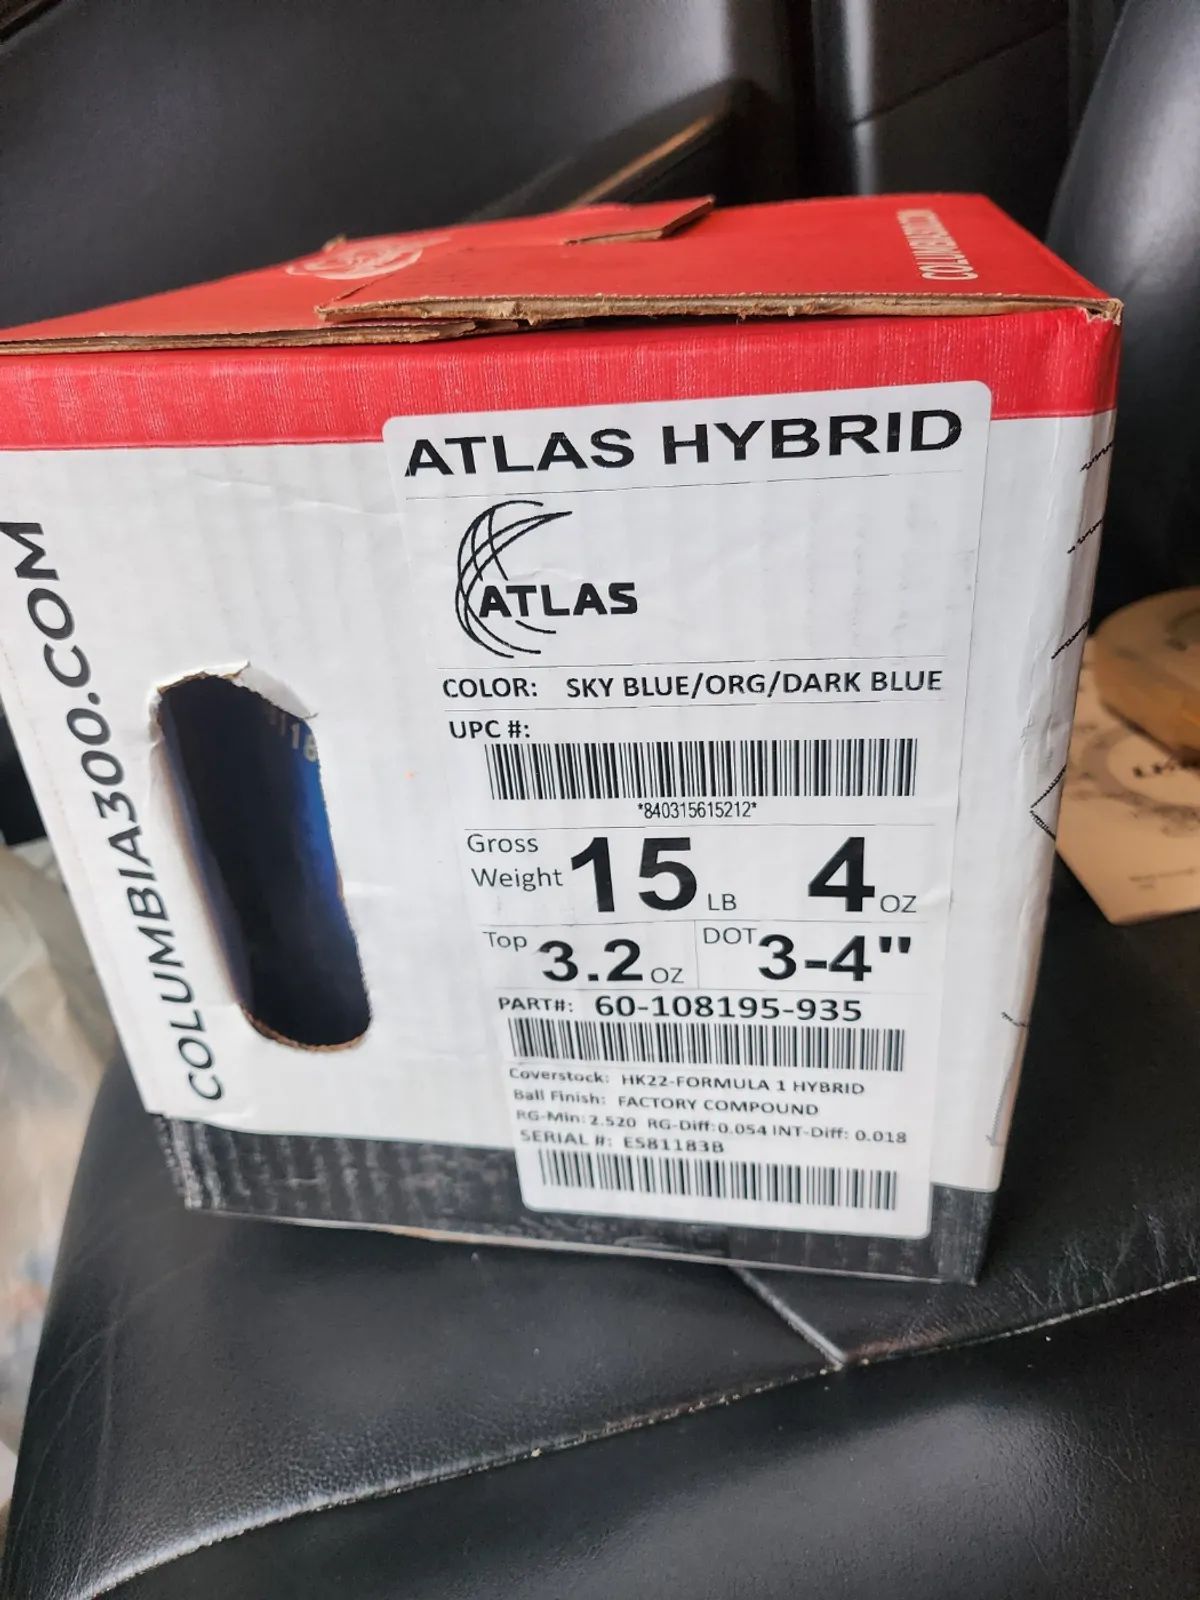 COLUMBIA300.COM
ATLAS HYBRID
ATLAS
COLOR: SKY BLUE/ORG/DARK BLUE
UPC #:
*840315615212*
Gross Weight 15 LB 4 OZ
Top 3.2 OZ DOT 3-4"
PART#: 60-108195-935
Coverstock: HK22-FORMULA 1 HYBRID
Ball Finish: FACTORY COMPOUND
RG-Min: 2.520 RG-Diff: 0.054 INT-Diff: 0.018
SERIAL #: ES81183B
COLUMBIA300.COM